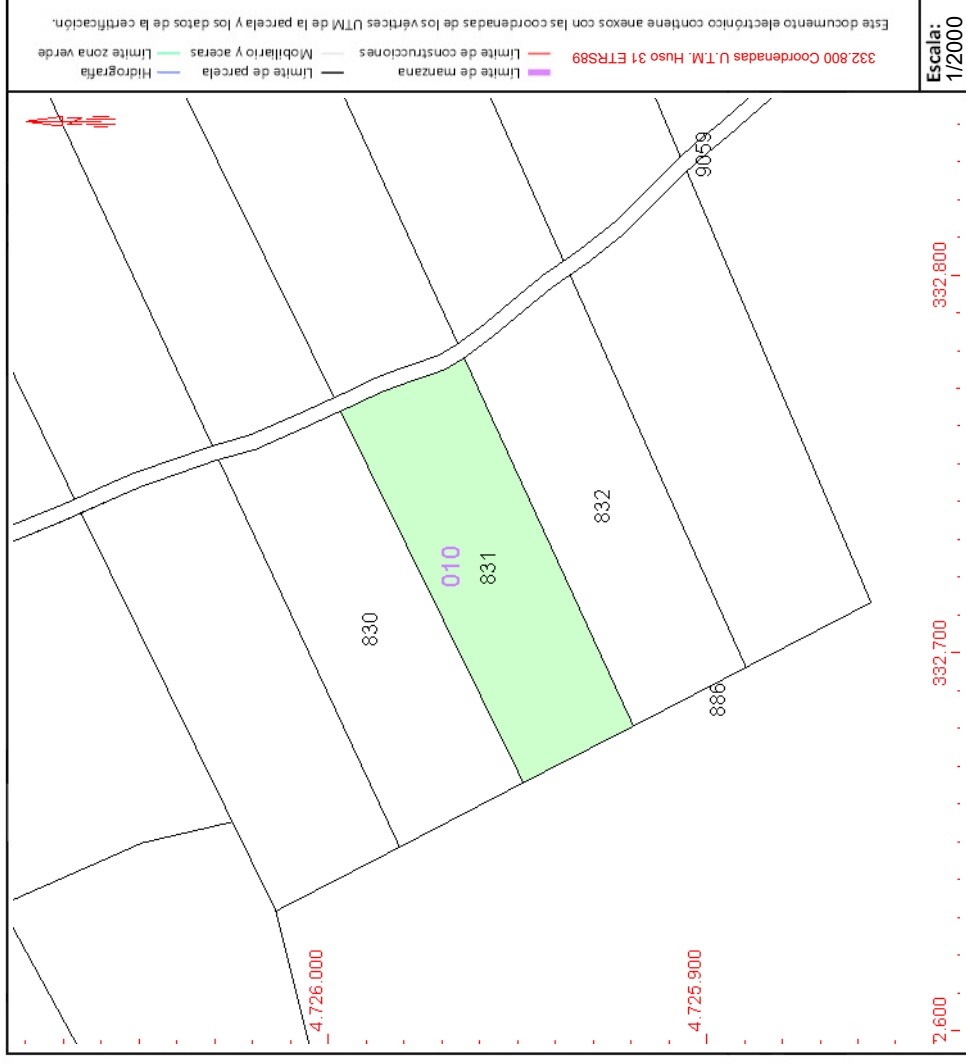 Este documento electrónico contiene anexos con las coordenadas de los vértices UTM de la parcela y los datos de la certificación.
332.800 Coordenadas U.T.M. Huso 31 ETRS89
Límite de manzana
Límite de construcciones
Límite de parcela
Mobiliario y aceras
Hidrografía
Límite zona verde
Escala:
1/2000
9059
332.800
832
010
831
830
332.700
886
4.726.000
4.725.900
2.600